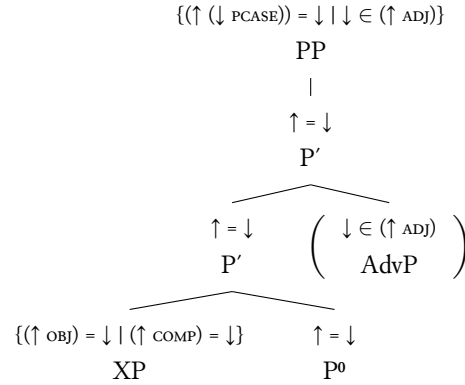 {(↑ (↓ PCASE)) = ↓ | ↓ ∈ (↑ ADJ)}
PP
↑ = ↓
P′
↑ = ↓ ( ↓ ∈ (↑ ADJ)
P′ AdvP )
{(↑ OBJ) = ↓ | (↑ COMP) = ↓} ↑ = ↓
XP P⁰